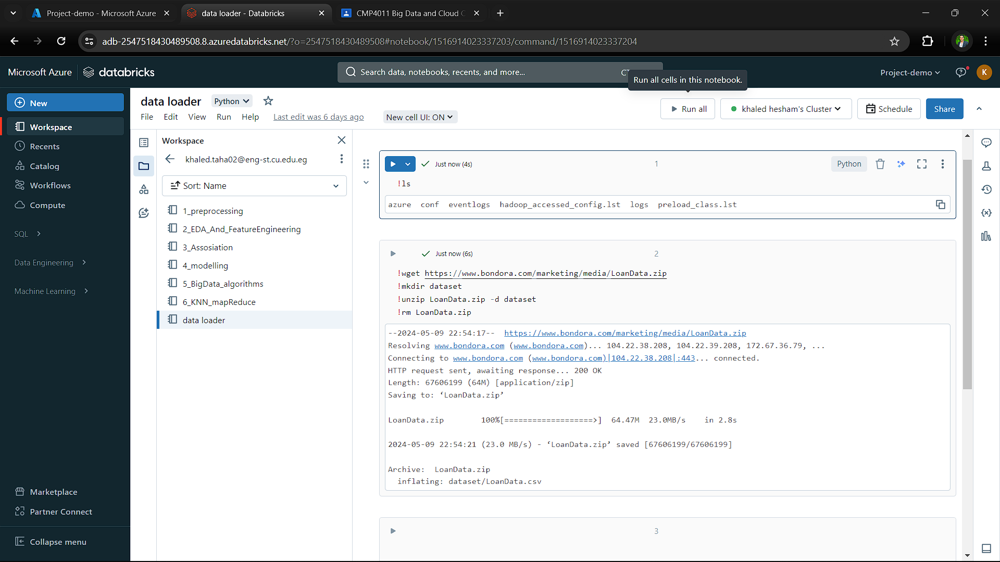 Project-demo - Microsoft Azure
data loader - Databricks
CMP4011 Big Data and Cloud C
adb-2547518430489508.8.azuredatabricks.net/?o=2547518430489508#notebook/1516914023337203/command/1516914023337204
Microsoft Azure
databricks
Search data, notebooks, recents, and more...
Run all cells in this notebook.
Project-demo
K
New
Workspace
Recents
Catalog
Workflows
Compute
SQL
Data Engineering
Machine Learning
Marketplace
Partner Connect
Collapse menu
data loader
Python
File Edit View Run Help Last edit was 6 days ago New cell UI: ON
Run all
khaled hesham's Cluster
Schedule
Share
Workspace
khaled.taha02@eng-st.cu.edu.eg
Sort: Name
1_preprocessing
2_EDA_And_FeatureEngineering
3_Assosiation
4_modelling
5_BigData_algorithms
6_KNN_mapReduce
data loader
Just now (4s) 1 Python
!ls
azure conf eventlogs hadoop_accessed_config.lst logs preload_class.lst
Just now (6s) 2
!wget https://www.bondora.com/marketing/media/LoanData.zip
!mkdir dataset
!unzip LoanData.zip -d dataset
!rm LoanData.zip
--2024-05-09 22:54:17-- https://www.bondora.com/marketing/media/LoanData.zip
Resolving www.bondora.com (www.bondora.com)... 104.22.38.208, 104.22.39.208, 172.67.36.79, ...
Connecting to www.bondora.com (www.bondora.com)|104.22.38.208|:443... connected.
HTTP request sent, awaiting response... 200 OK
Length: 67606199 (64M) [application/zip]
Saving to: ‘LoanData.zip’
LoanData.zip 100%[===================>] 64.47M 23.0MB/s in 2.8s
2024-05-09 22:54:21 (23.0 MB/s) - ‘LoanData.zip’ saved [67606199/67606199]
Archive: LoanData.zip
inflating: dataset/LoanData.csv
3